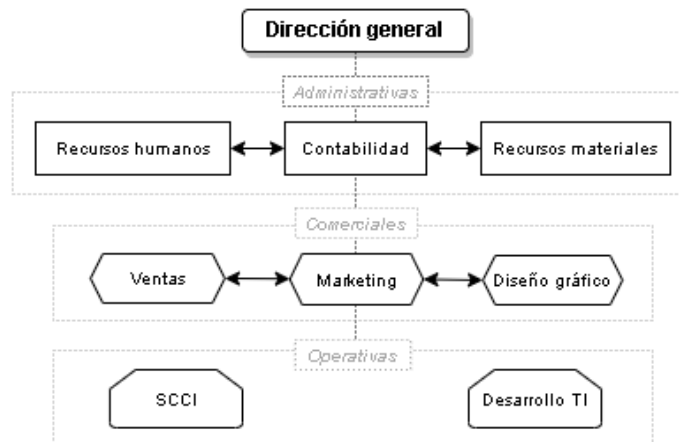 Dirección general
Administrativas
Recursos humanos
Contabilidad
Recursos materiales
Comerciales
Ventas
Marketing
Diseño gráfico
Operativas
SCCI
Desarrollo TI